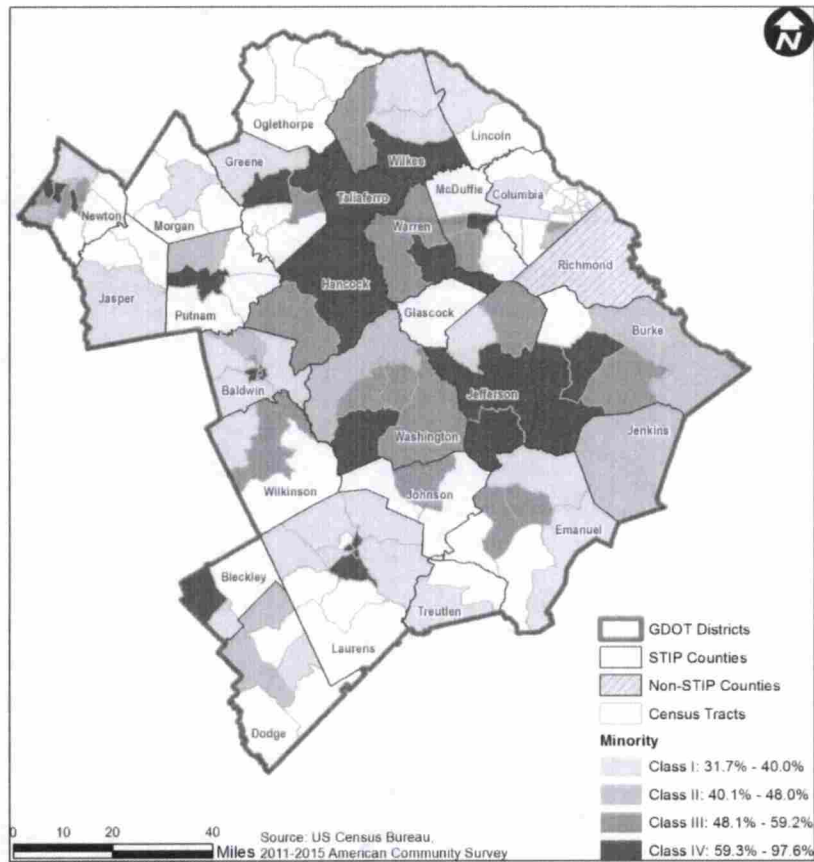 N
Oglethorpe
Lincoln
Wilkes
Greene
Taliaferro
McDuffie
Columbia
Newton
Morgan
Warren
Richmond
Hancock
Jasper
Putnam
Glascock
Burke
Baldwin
Jefferson
Jenkins
Washington
Wilkinson
Johnson
Emanuel
Bleckley
Treutlen
Laurens
Dodge
GDOT Districts
STIP Counties
Non-STIP Counties
Census Tracts
Minority
Class I: 31.7% - 40.0%
Class II: 40.1% - 48.0%
Class III: 48.1% - 59.2%
Class IV: 59.3% - 97.6%
0 10 20 40
Miles
Source: US Census Bureau,
2011-2015 American Community Survey